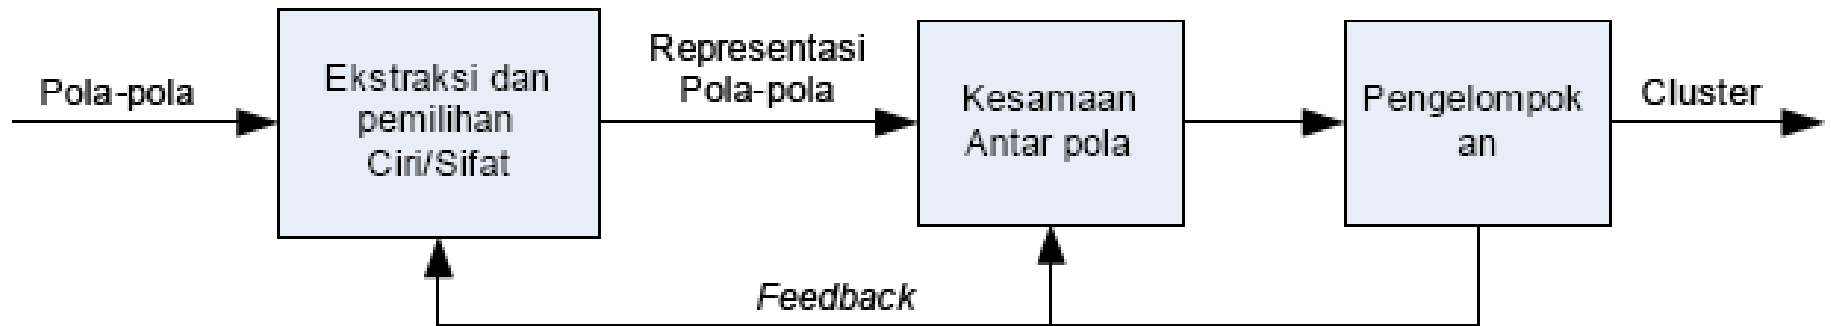 Pola-pola
Ekstraksi dan
pemilihan
Ciri/Sifat
Representasi
Pola-pola
Kesamaan
Antar pola
Pengelompok
an
Cluster
Feedback